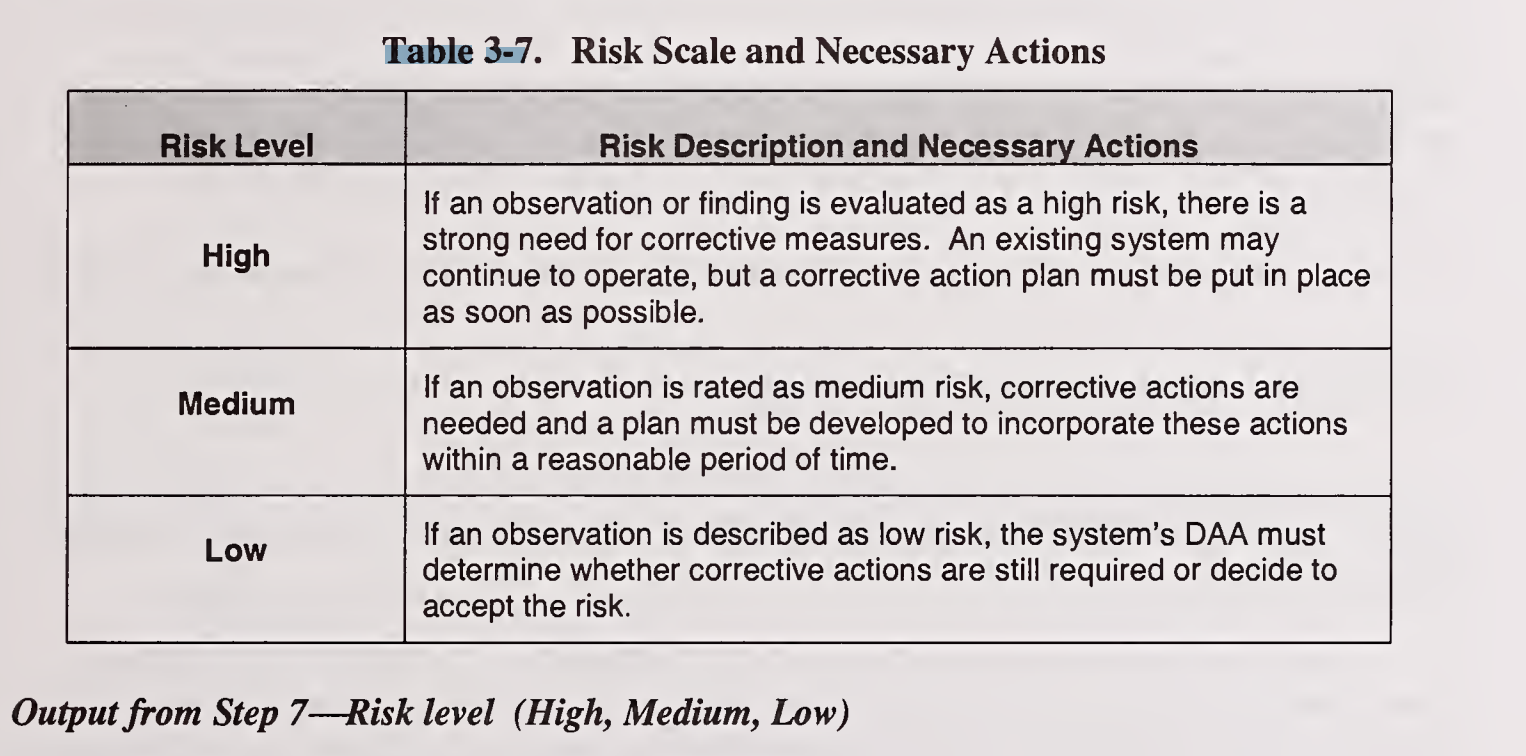 Table 3-7. Risk Scale and Necessary Actions
Risk Level
Risk Description and Necessary Actions
High
If an observation or finding is evaluated as a high risk, there is a
strong need for corrective measures. An existing system may
continue to operate, but a corrective action plan must be put in place
as soon as possible.
Medium
If an observation is rated as medium risk, corrective actions are
needed and a plan must be developed to incorporate these actions
within a reasonable period of time.
Low
If an observation is described as low risk, the system's DAA must
determine whether corrective actions are still required or decide to
accept the risk.
Output from Step 7—Risk level (High, Medium, Low)